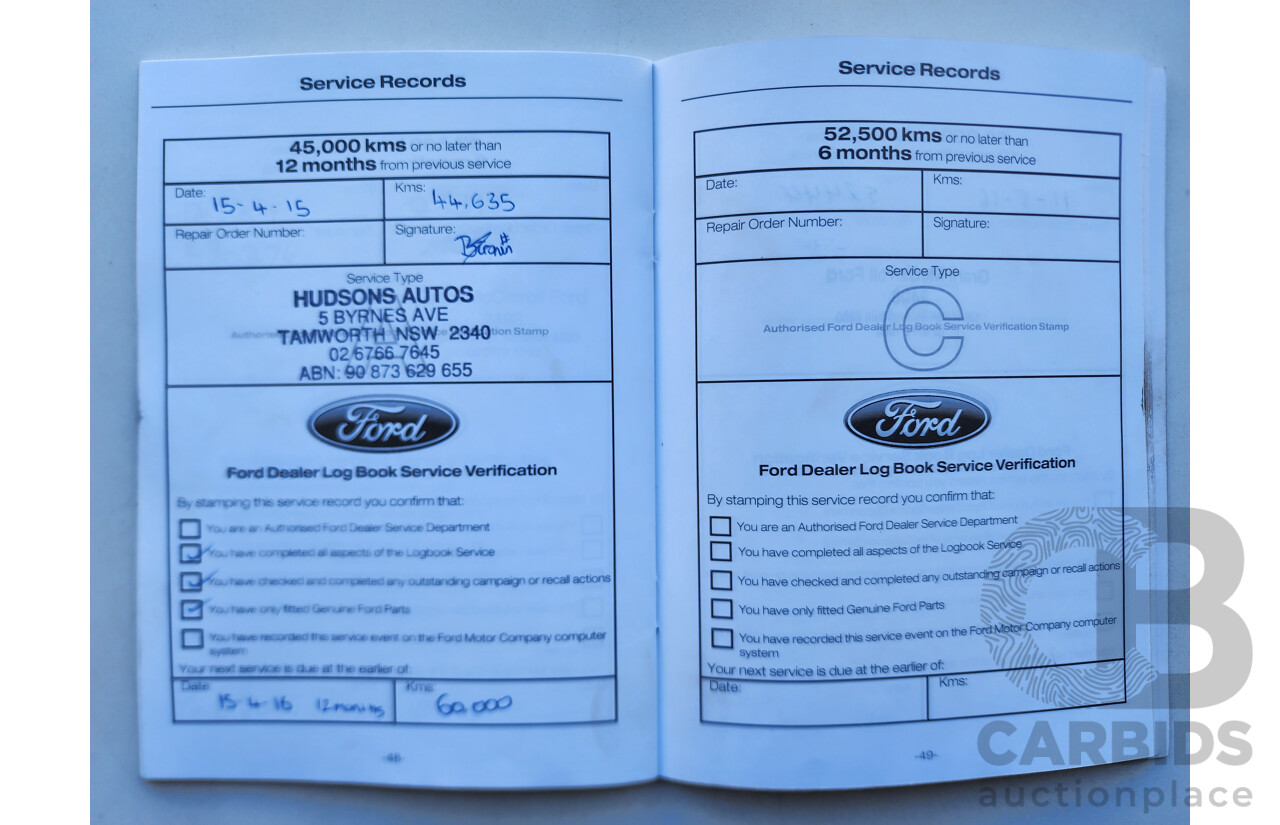 Service Records
45,000 kms or no later than
12 months from previous service
Date: 15-4-15
Kms: 44,635
Repair Order Number:
Signature:
Service Type
HUDSONS AUTOS
5 BYRNES AVE
TAMWORTH NSW 2340
02 6766 7645
ABN: 90 873 629 655
Ford
Ford Dealer Log Book Service Verification
By stamping this service record you confirm that:
You are an Authorised Ford Dealer Service Department
You have completed all aspects of the Logbook Service
You have checked and completed any outstanding campaign or recall actions
You have only fitted Genuine Ford Parts
You have recorded this service event on the Ford Motor Company computer
system
Your next service is due at the earlier of:
Date: 15-4-16 12 months
Kms: 60,000
Service Records
52,500 kms or no later than
6 months from previous service
Date:
Kms:
Repair Order Number:
Signature:
Service Type
C
Authorised Ford Dealer Log Book Service Verification Stamp
Ford
Ford Dealer Log Book Service Verification
By stamping this service record you confirm that:
You are an Authorised Ford Dealer Service Department
You have completed all aspects of the Logbook Service
You have checked and completed any outstanding campaign or recall actions
You have only fitted Genuine Ford Parts
You have recorded this service event on the Ford Motor Company computer
system
Your next service is due at the earlier of:
Date:
Kms:
-49-
CB
CARBIDS
auctionplace